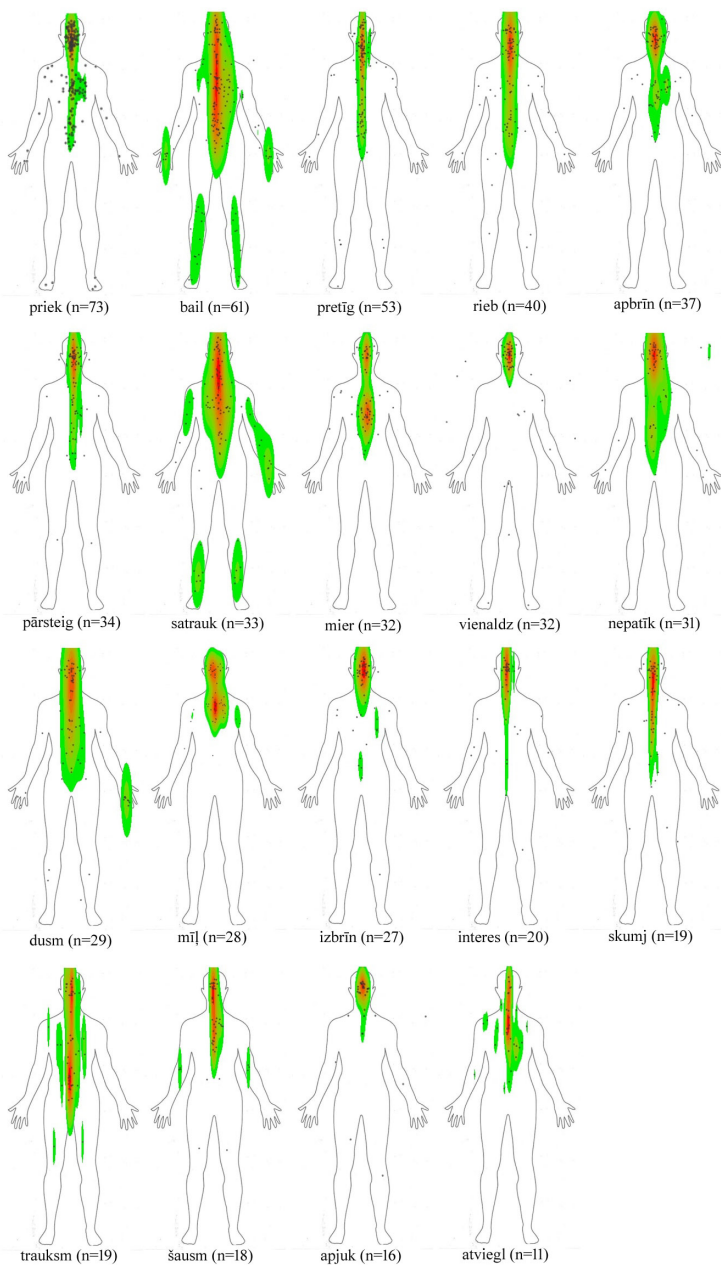 priek (n=73) bail (n=61) pretīg (n=53) rieb (n=40) apbrīn (n=37)
pārsteig (n=34) satrauk (n=33) mier (n=32) vienaldz (n=32) nepatīk (n=31)
dusm (n=29) mīļ (n=28) izbrīn (n=27) interes (n=20) skumj (n=19)
trauksm (n=19) šausm (n=18) apjuk (n=16) atviegl (n=11)